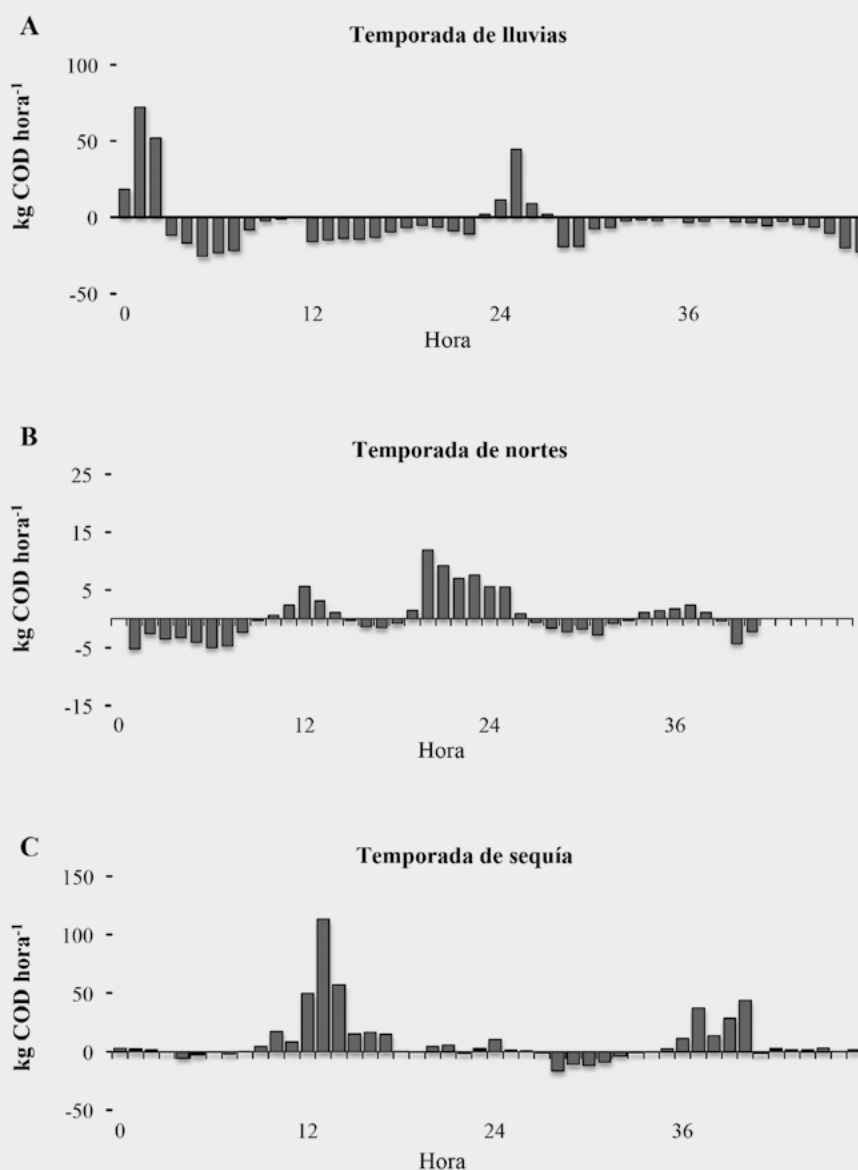 A
Temporada de lluvias
kg COD hora⁻¹
100
50
0
-50
0 12 24 36
Hora
B
Temporada de nortes
kg COD hora⁻¹
25
15
5
-5
-15
0 12 24 36
Hora
C
Temporada de sequía
kg COD hora⁻¹
150
100
50
0
-50
0 12 24 36
Hora